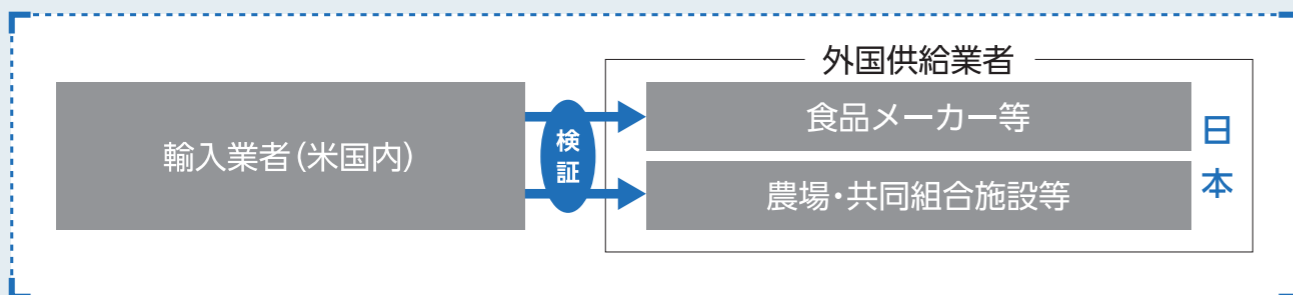 外国供給業者
輸入業者（米国内）
検証
食品メーカー等
農場・共同組合施設等
日本